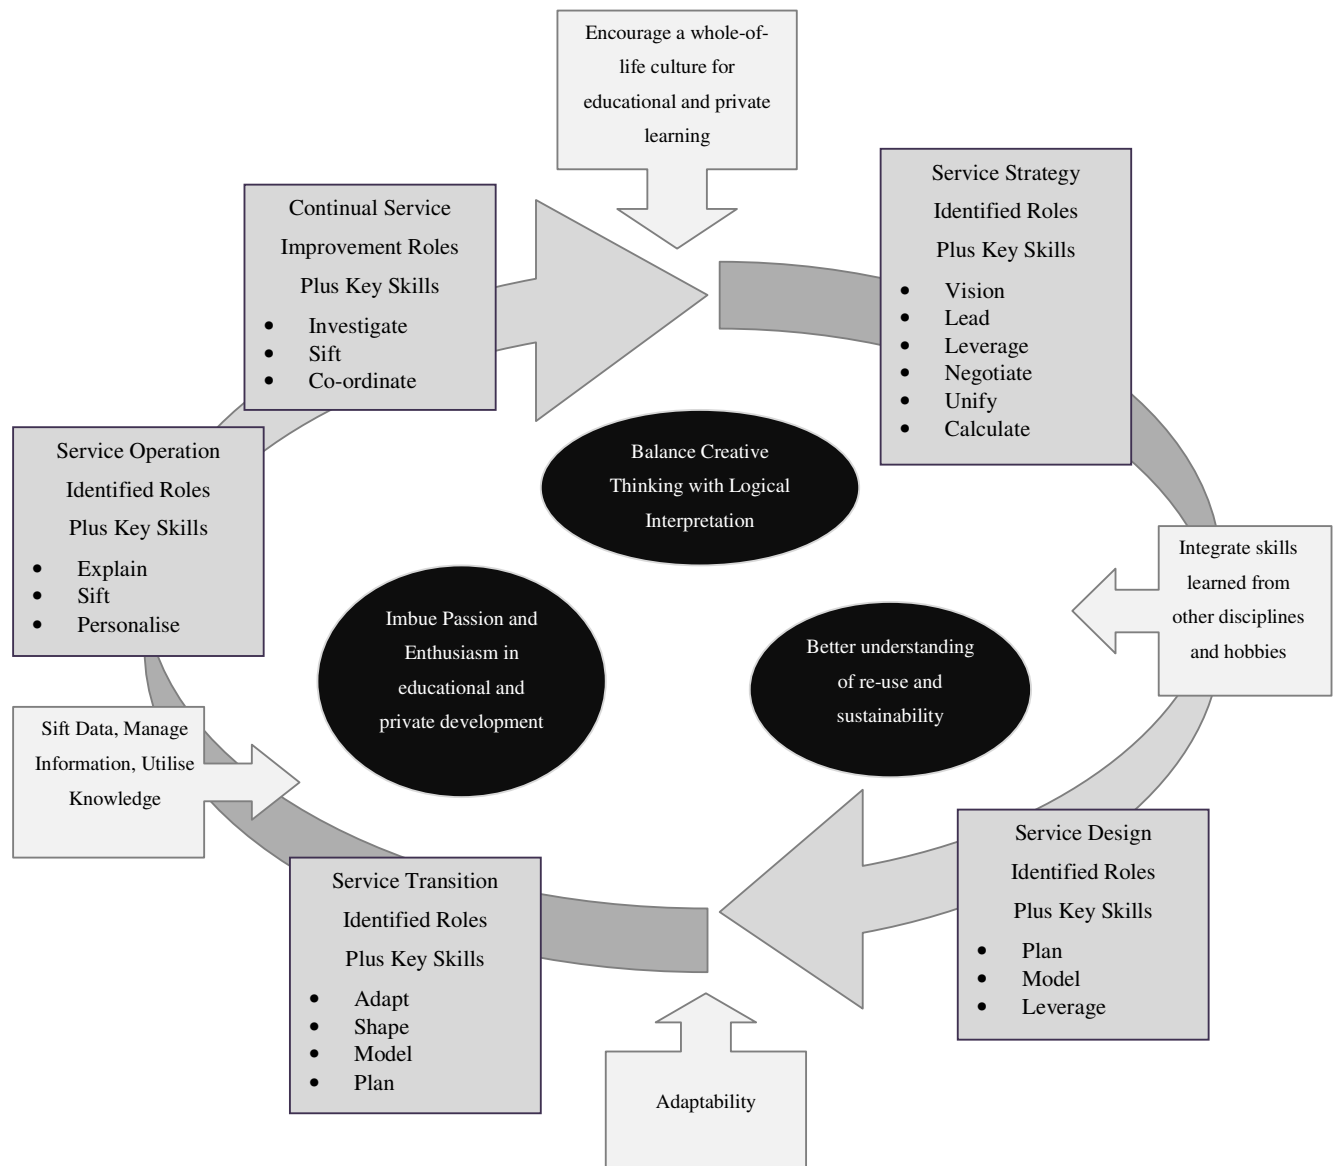 Encourage a whole-of-
life culture for
educational and private
learning
Service Strategy
Identified Roles
Plus Key Skills
• Vision
• Lead
• Leverage
• Negotiate
• Unify
• Calculate
Continual Service
Improvement Roles
Plus Key Skills
• Investigate
• Sift
• Co-ordinate
Service Operation
Identified Roles
Plus Key Skills
• Explain
• Sift
• Personalise
Balance Creative
Thinking with Logical
Interpretation
Integrate skills
learned from
other disciplines
and hobbies
Imbue Passion and
Enthusiasm in
educational and
private development
Better understanding
of re-use and
sustainability
Sift Data, Manage
Information, Utilise
Knowledge
Service Design
Identified Roles
Plus Key Skills
• Plan
• Model
• Leverage
Service Transition
Identified Roles
Plus Key Skills
• Adapt
• Shape
• Model
• Plan
Adaptability